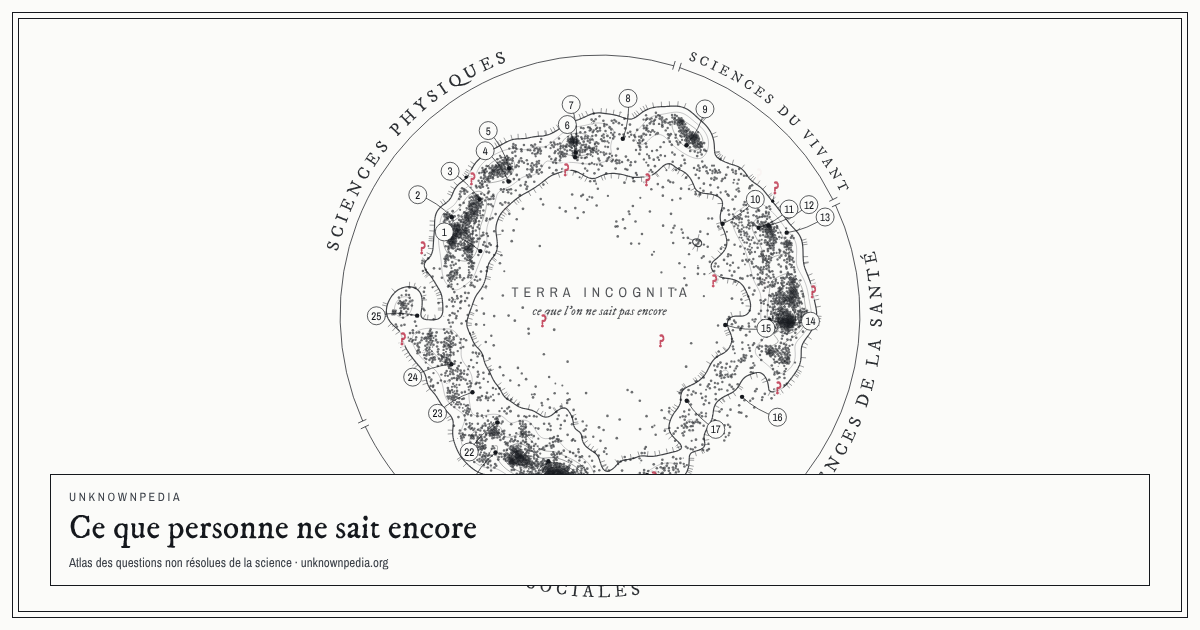 SCIENCES PHYSIQUES
SCIENCES DU VIVANT
7
8
9
6
5
4
3
2
10
11
12
13
1
TERRA INCOGNITA
ce que l'on ne sait pas encore
25
15
14
24
23
16
17
22
NCES DE LA SANTÉ
UNKNOWNPEDIA
Ce que personne ne sait encore
Atlas des questions non résolues de la science · unknownpedia.org
SOCIALES